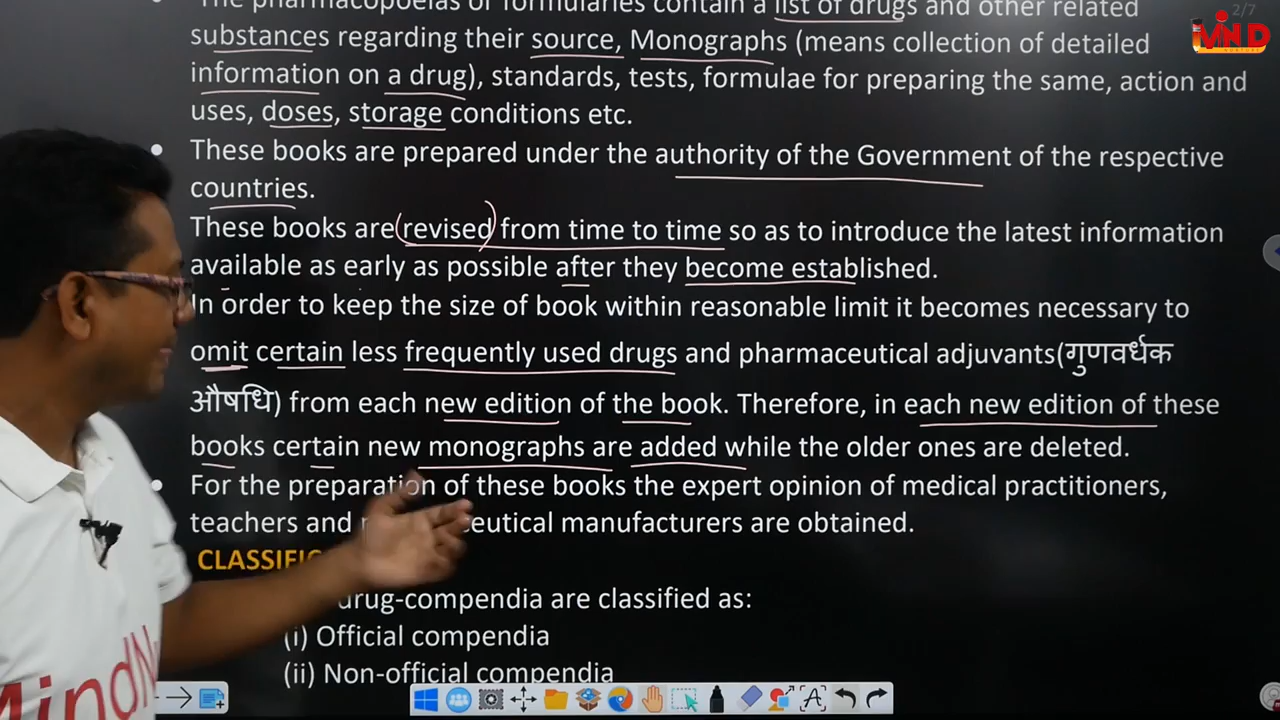 The pharmacopoeias or formularies contain a list of drugs and other related
2/7
MIND
substances regarding their source, Monographs (means collection of detailed
information on a drug), standards, tests, formulae for preparing the same, action and
uses, doses, storage conditions etc.
• These books are prepared under the authority of the Government of the respective
countries.
These books are (revised) from time to time so as to introduce the latest information
available as early as possible after they become established.
In order to keep the size of book within reasonable limit it becomes necessary to
omit certain less frequently used drugs and pharmaceutical adjuvants(गुणवर्धक
औषधि) from each new edition of the book. Therefore, in each new edition of these
books certain new monographs are added while the older ones are deleted.
• For the preparation of these books the expert opinion of medical practitioners,
teachers and ceutical manufacturers are obtained.
CLASSIFIC
drug-compendia are classified as:
(i) Official compendia
(ii) Non-official compendia
MindNu